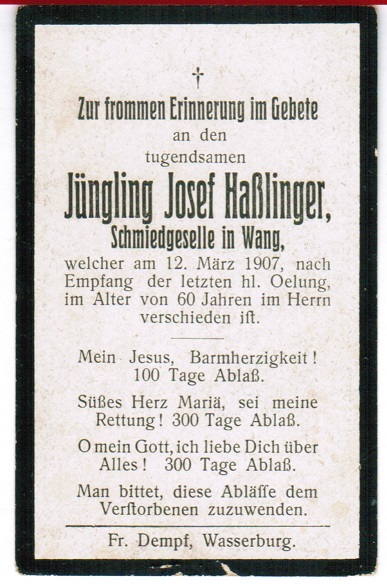 †
Zur frommen Erinnerung im Gebete
an den
tugendsamen
Jüngling Josef Haßlinger,
Schmiedgeselle in Wang,
welcher am 12. März 1907, nach
Empfang der letzten hl. Oelung,
im Alter von 60 Jahren im Herrn
verschieden ist.
Mein Jesus, Barmherzigkeit!
100 Tage Ablaß.
Süßes Herz Mariä, sei meine
Rettung! 300 Tage Ablaß.
O mein Gott, ich liebe Dich über
Alles! 300 Tage Ablaß.
Man bittet, diese Ablässe dem
Verstorbenen zuzuwenden.
Fr. Dempf, Wasserburg.